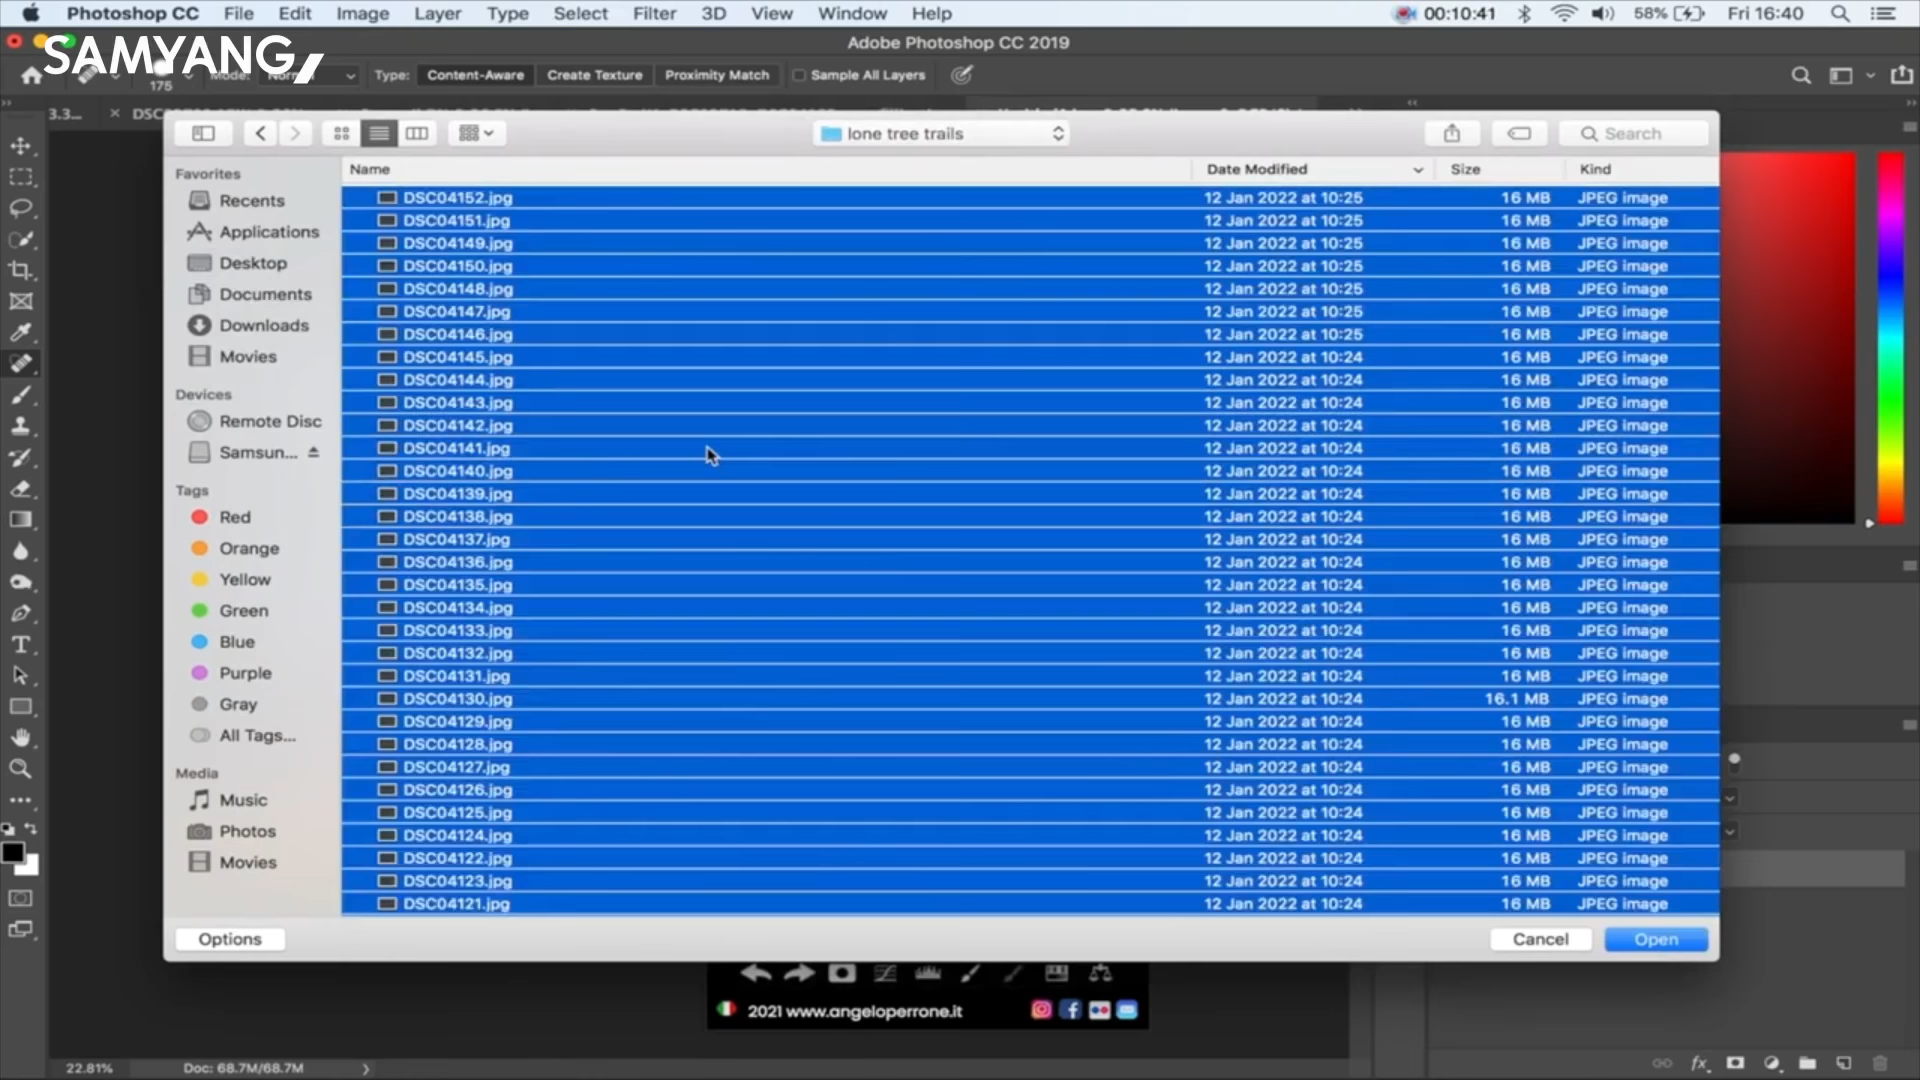 Photoshop CC File Edit Image Layer Type Select Filter 3D View Window Help 00:10:41 58% Fri 16:40
Adobe Photoshop CC 2019
SAMYANG
175 Mode: Type: Content-Aware Create Texture Proximity Match Sample All Layers
3.3... × DSC
lone tree trails Search
Name Date Modified Size Kind
DSC04152.jpg 12 Jan 2022 at 10:25 16 MB JPEG image
DSC04151.jpg 12 Jan 2022 at 10:25 16 MB JPEG image
DSC04149.jpg 12 Jan 2022 at 10:25 16 MB JPEG image
DSC04150.jpg 12 Jan 2022 at 10:25 16 MB JPEG image
DSC04148.jpg 12 Jan 2022 at 10:25 16 MB JPEG image
DSC04147.jpg 12 Jan 2022 at 10:25 16 MB JPEG image
DSC04146.jpg 12 Jan 2022 at 10:25 16 MB JPEG image
DSC04145.jpg 12 Jan 2022 at 10:24 16 MB JPEG image
DSC04144.jpg 12 Jan 2022 at 10:24 16 MB JPEG image
DSC04143.jpg 12 Jan 2022 at 10:24 16 MB JPEG image
DSC04142.jpg 12 Jan 2022 at 10:24 16 MB JPEG image
DSC04141.jpg 12 Jan 2022 at 10:24 16 MB JPEG image
DSC04140.jpg 12 Jan 2022 at 10:24 16 MB JPEG image
DSC04139.jpg 12 Jan 2022 at 10:24 16 MB JPEG image
DSC04138.jpg 12 Jan 2022 at 10:24 16 MB JPEG image
DSC04137.jpg 12 Jan 2022 at 10:24 16 MB JPEG image
DSC04136.jpg 12 Jan 2022 at 10:24 16 MB JPEG image
DSC04135.jpg 12 Jan 2022 at 10:24 16 MB JPEG image
DSC04134.jpg 12 Jan 2022 at 10:24 16 MB JPEG image
DSC04133.jpg 12 Jan 2022 at 10:24 16 MB JPEG image
DSC04132.jpg 12 Jan 2022 at 10:24 16 MB JPEG image
DSC04131.jpg 12 Jan 2022 at 10:24 16 MB JPEG image
DSC04130.jpg 12 Jan 2022 at 10:24 16.1 MB JPEG image
DSC04129.jpg 12 Jan 2022 at 10:24 16 MB JPEG image
DSC04128.jpg 12 Jan 2022 at 10:24 16 MB JPEG image
DSC04127.jpg 12 Jan 2022 at 10:24 16 MB JPEG image
DSC04126.jpg 12 Jan 2022 at 10:24 16 MB JPEG image
DSC04125.jpg 12 Jan 2022 at 10:24 16 MB JPEG image
DSC04124.jpg 12 Jan 2022 at 10:24 16 MB JPEG image
DSC04122.jpg 12 Jan 2022 at 10:24 16 MB JPEG image
DSC04123.jpg 12 Jan 2022 at 10:24 16 MB JPEG image
DSC04121.jpg 12 Jan 2022 at 10:24 16 MB JPEG image
Favorites
Recents
Applications
Desktop
Documents
Downloads
Movies
Devices
Remote Disc
Samsun...
Tags
Red
Orange
Yellow
Green
Blue
Purple
Gray
All Tags...
Media
Music
Photos
Movies
Options Cancel Open
2021 www.angeloperrone.it
22.81% Doc: 68.7M/68.7M
fx